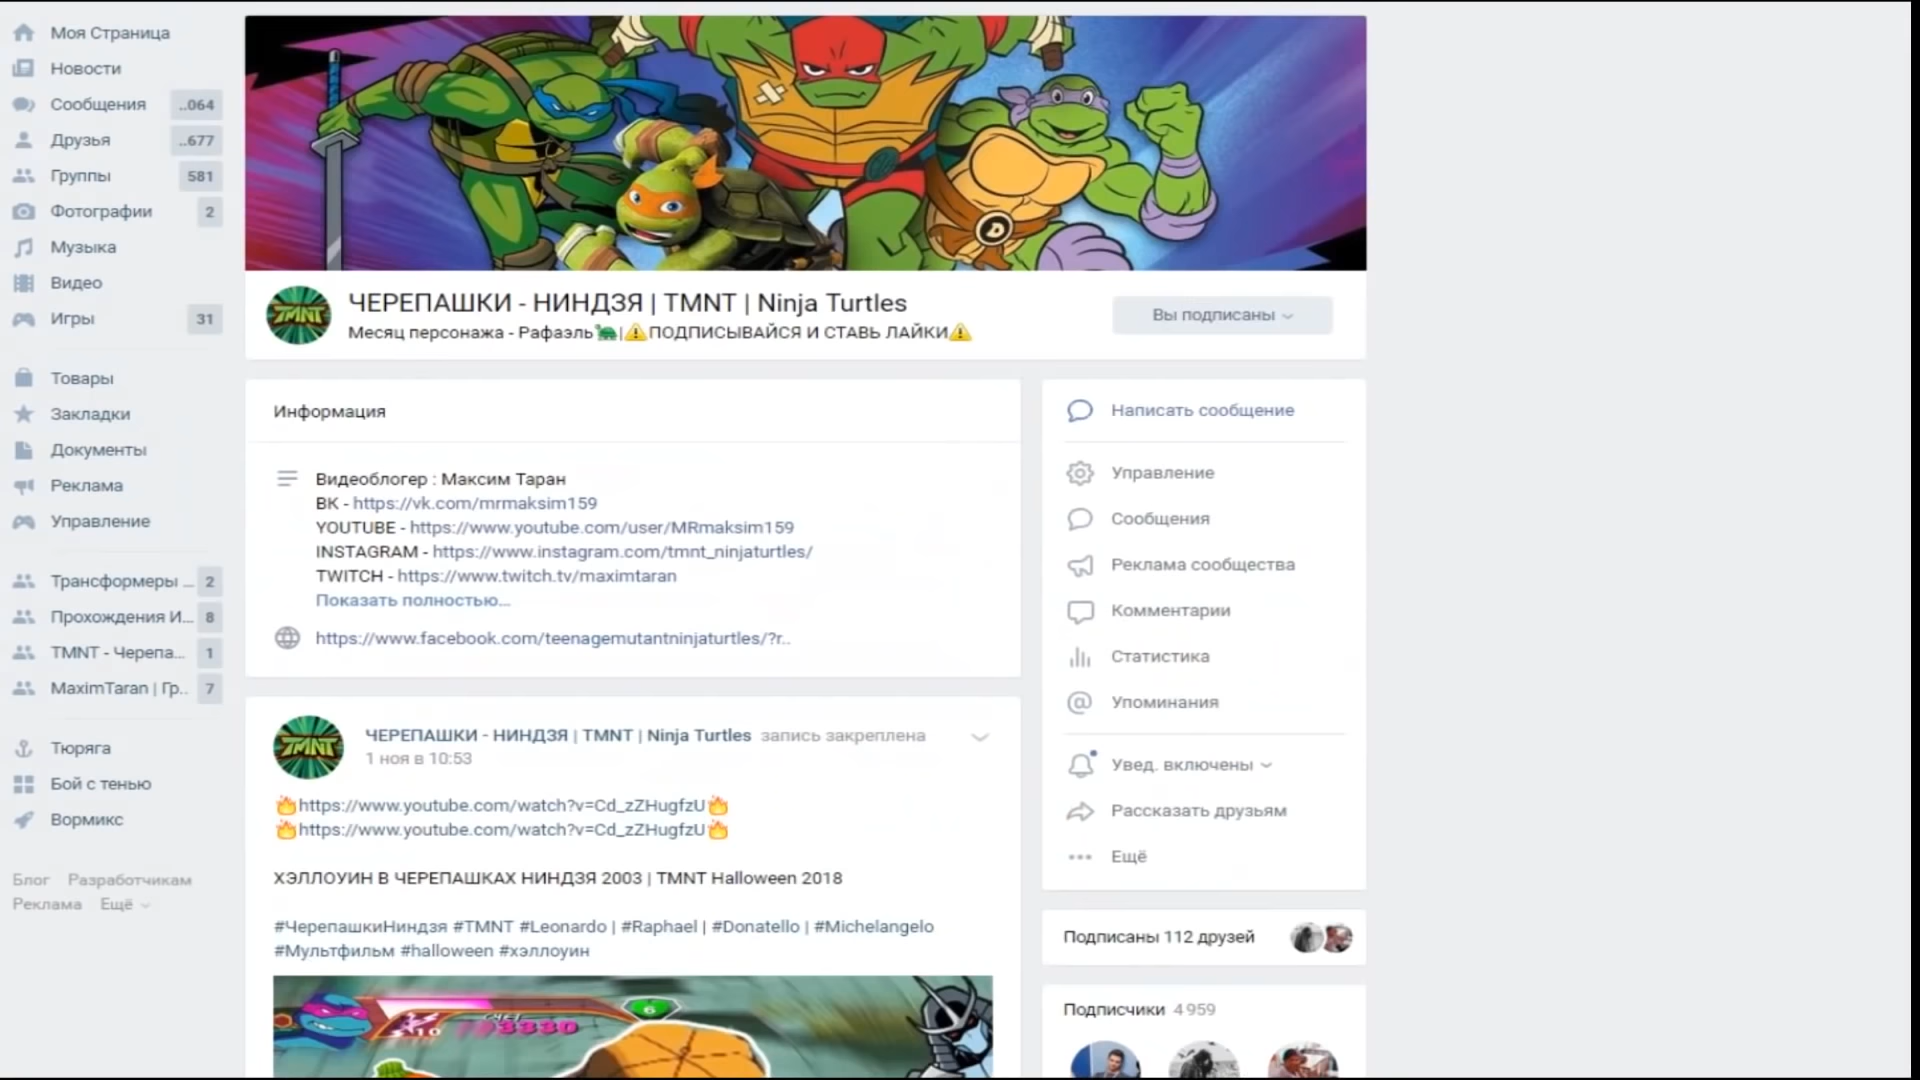 Моя Страница
Новости
Сообщения ..064
Друзья ..677
Группы 581
Фотографии 2
Музыка
Видео
Игры 31
Товары
Закладки
Документы
Реклама
Управление
Трансформеры ... 2
Прохождения И... 8
TMNT - Черепа... 1
MaximTaran | Гр.. 7
Тюряга
Бой с тенью
Вормикс
Блог Разработчикам
Реклама Ещё
D
TMNT
ЧЕРЕПАШКИ - НИНДЗЯ | TMNT | Ninja Turtles
Месяц персонажа - Рафаэль🐢|⚠️ПОДПИСЫВАЙСЯ И СТАВЬ ЛАЙКИ⚠️
Вы подписаны
Информация
Видеоблогер : Максим Таран
ВК - https://vk.com/mrmaksim159
YOUTUBE - https://www.youtube.com/user/MRmaksim159
INSTAGRAM - https://www.instagram.com/tmnt_ninjaturtles/
TWITCH - https://www.twitch.tv/maximtaran
Показать полностью...
https://www.facebook.com/teenagemutantninjaturtles/?r..
TMNT
ЧЕРЕПАШКИ - НИНДЗЯ | TMNT | Ninja Turtles запись закреплена
1 ноя в 10:53
🔥https://www.youtube.com/watch?v=Cd_zZHugfzU🔥
🔥https://www.youtube.com/watch?v=Cd_zZHugfzU🔥
ХЭЛЛОУИН В ЧЕРЕПАШКАХ НИНДЗЯ 2003 | TMNT Halloween 2018
#ЧерепашкиНиндзя #TMNT #Leonardo | #Raphael | #Donatello | #Michelangelo
#Мультфильм #halloween #хэллоуин
6
Написать сообщение
Управление
Сообщения
Реклама сообщества
Комментарии
Статистика
Упоминания
Увед. включены
Рассказать друзьям
Ещё
Подписаны 112 друзей
Подписчики 4 959